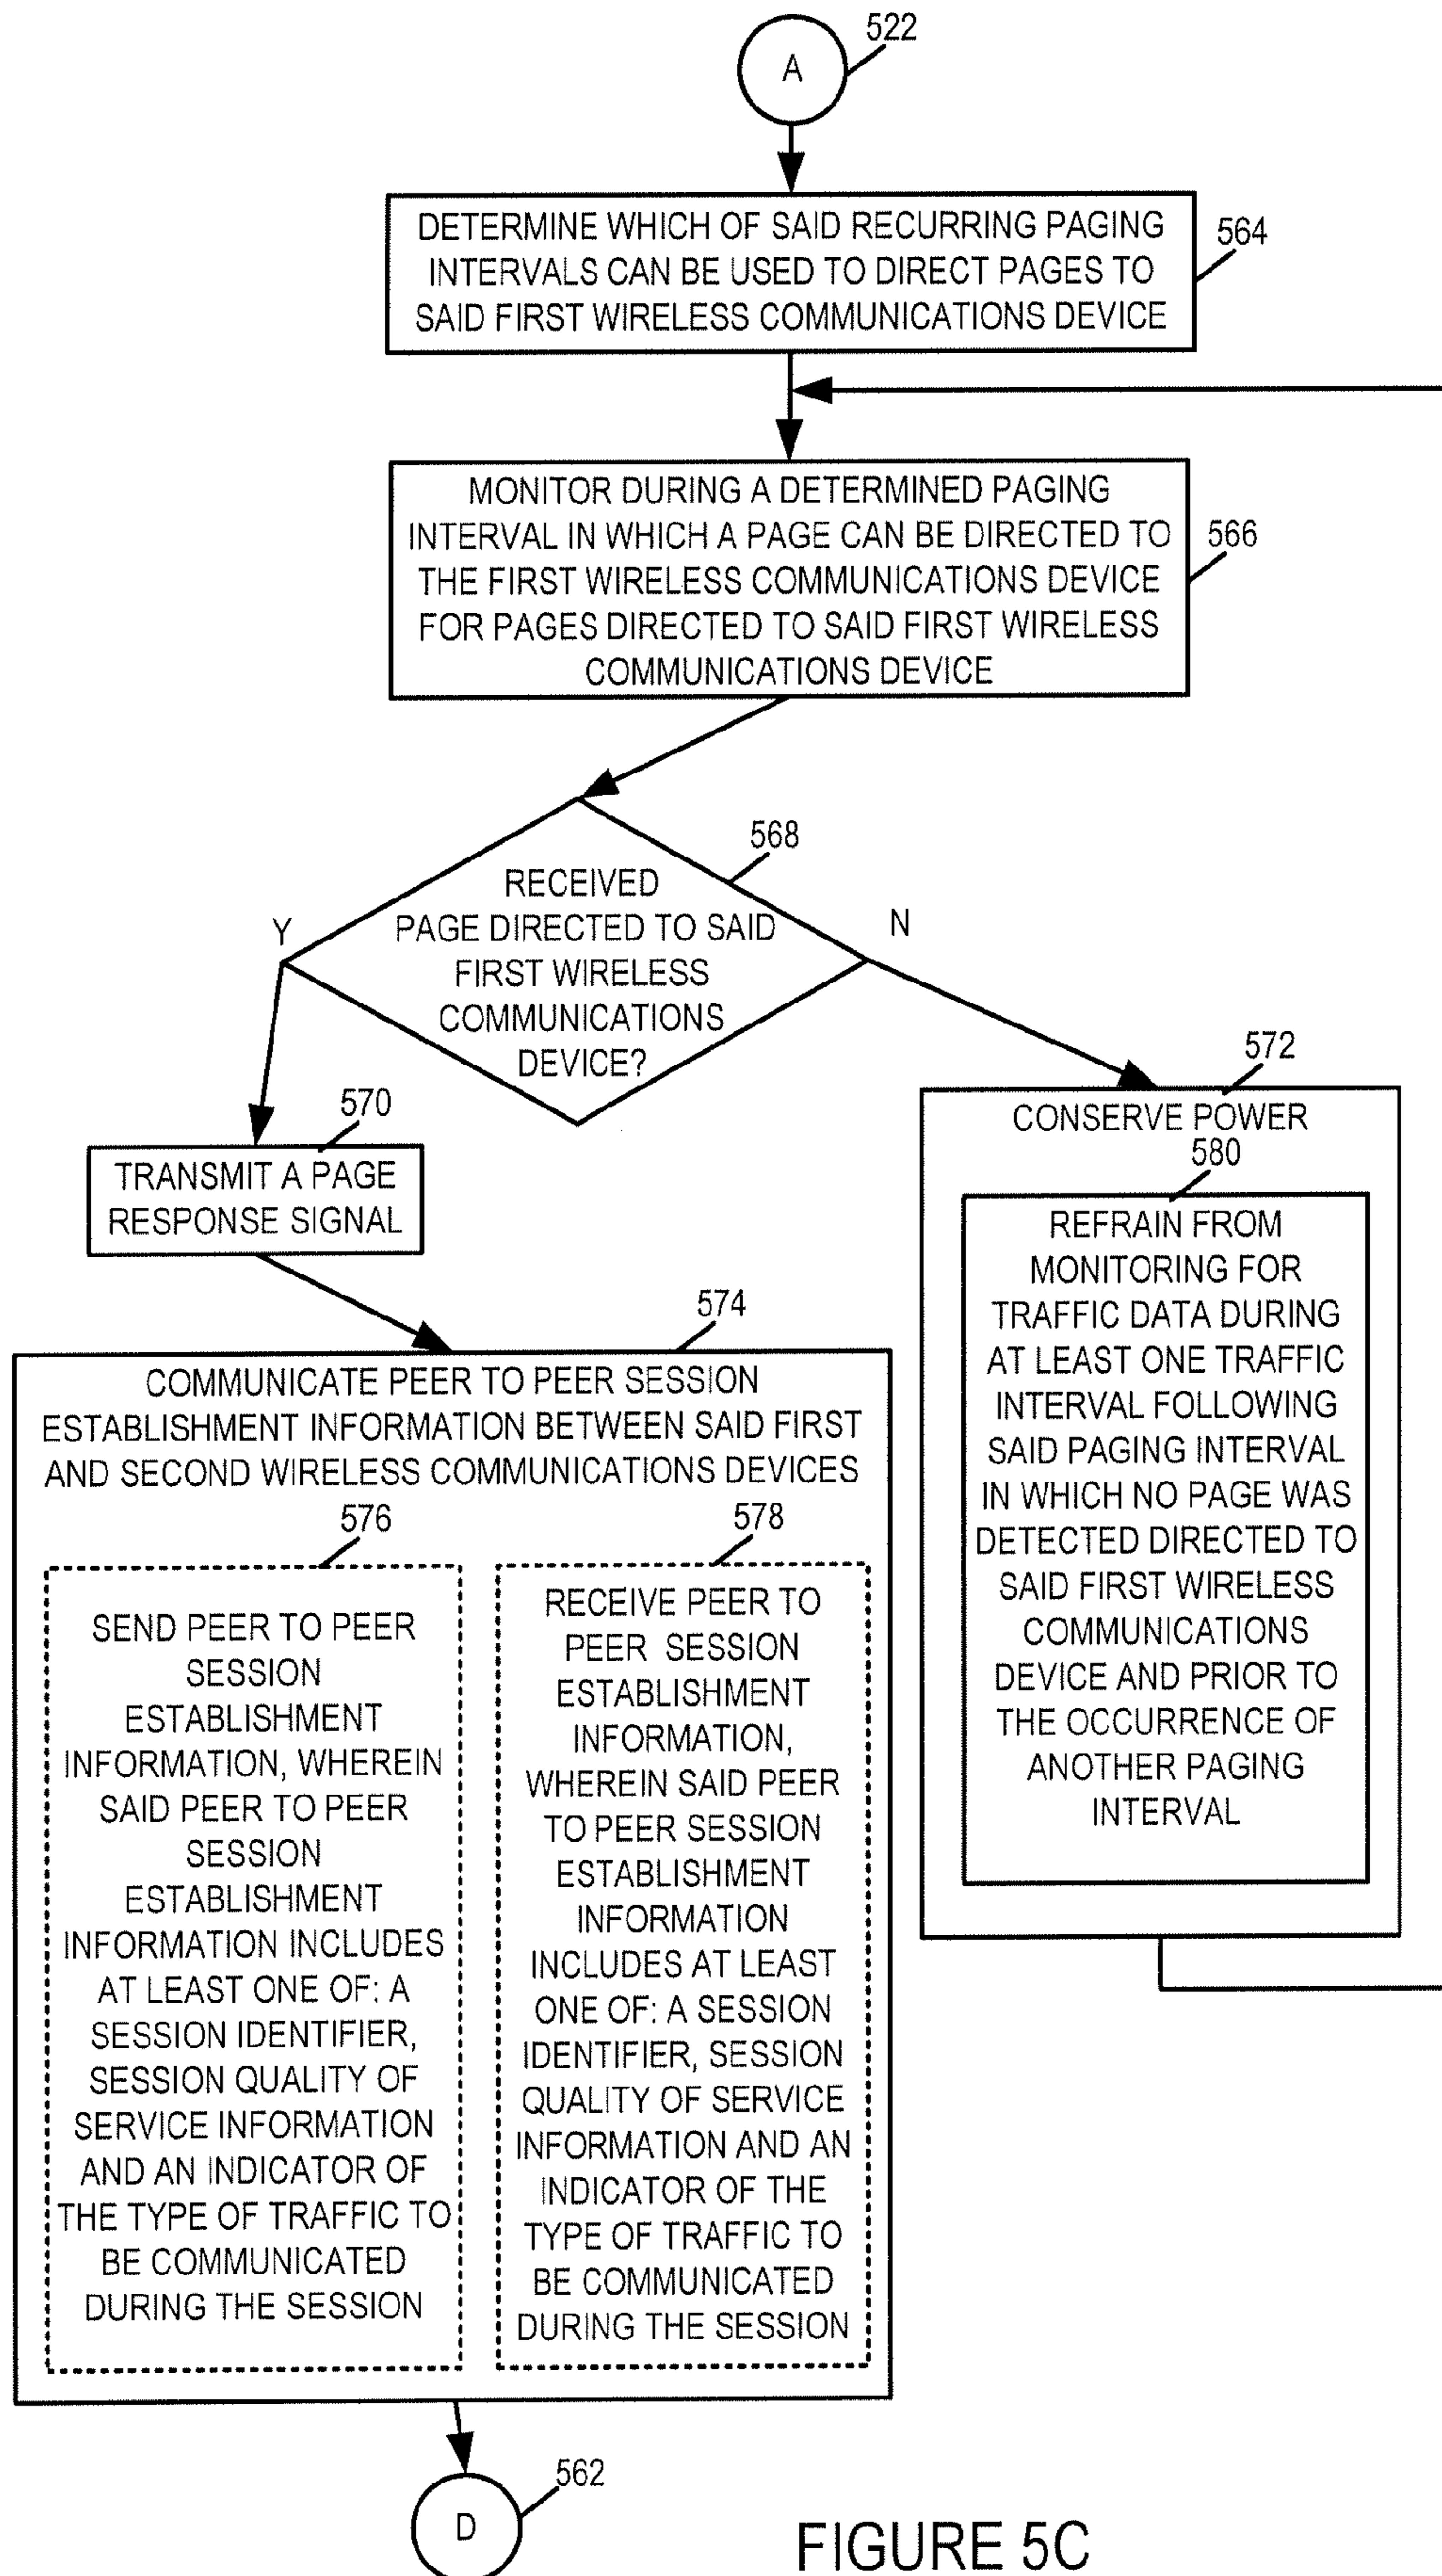 522
A
DETERMINE WHICH OF SAID RECURRING PAGING
INTERVALS CAN BE USED TO DIRECT PAGES TO
SAID FIRST WIRELESS COMMUNICATIONS DEVICE
564
MONITOR DURING A DETERMINED PAGING
INTERVAL IN WHICH A PAGE CAN BE DIRECTED TO
THE FIRST WIRELESS COMMUNICATIONS DEVICE
FOR PAGES DIRECTED TO SAID FIRST WIRELESS
COMMUNICATIONS DEVICE
566
568
RECEIVED
PAGE DIRECTED TO SAID
FIRST WIRELESS
COMMUNICATIONS
DEVICE?
Y
N
570
TRANSMIT A PAGE
RESPONSE SIGNAL
572
CONSERVE POWER
580
REFRAIN FROM
MONITORING FOR
TRAFFIC DATA DURING
AT LEAST ONE TRAFFIC
INTERVAL FOLLOWING
SAID PAGING INTERVAL
IN WHICH NO PAGE WAS
DETECTED DIRECTED TO
SAID FIRST WIRELESS
COMMUNICATIONS
DEVICE AND PRIOR TO
THE OCCURRENCE OF
ANOTHER PAGING
INTERVAL
574
COMMUNICATE PEER TO PEER SESSION
ESTABLISHMENT INFORMATION BETWEEN SAID FIRST
AND SECOND WIRELESS COMMUNICATIONS DEVICES
576
SEND PEER TO PEER
SESSION
ESTABLISHMENT
INFORMATION, WHEREIN
SAID PEER TO PEER
SESSION
ESTABLISHMENT
INFORMATION INCLUDES
AT LEAST ONE OF: A
SESSION IDENTIFIER,
SESSION QUALITY OF
SERVICE INFORMATION
AND AN INDICATOR OF
THE TYPE OF TRAFFIC TO
BE COMMUNICATED
DURING THE SESSION
578
RECEIVE PEER TO
PEER SESSION
ESTABLISHMENT
INFORMATION,
WHEREIN SAID PEER
TO PEER SESSION
ESTABLISHMENT
INFORMATION
INCLUDES AT LEAST
ONE OF: A SESSION
IDENTIFIER, SESSION
QUALITY OF SERVICE
INFORMATION AND AN
INDICATOR OF THE
TYPE OF TRAFFIC TO
BE COMMUNICATED
DURING THE SESSION
562
D
FIGURE 5C